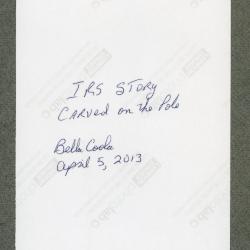 IRS STORY
CARVED on the Pole
Bella Coola
April 5, 2013